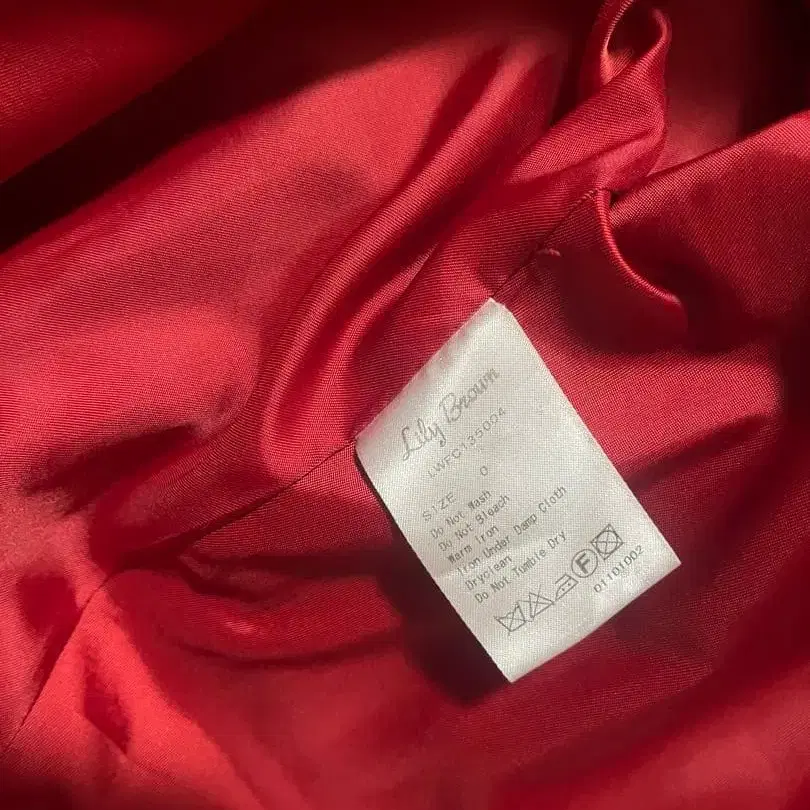 Lily Brown
LWFC135004
SIZE 0
Do Not Wash
Do Not Bleach
Warm Iron
Iron Under Damp Cloth
Dryclean
Do Not Tumble Dry
F
01101002